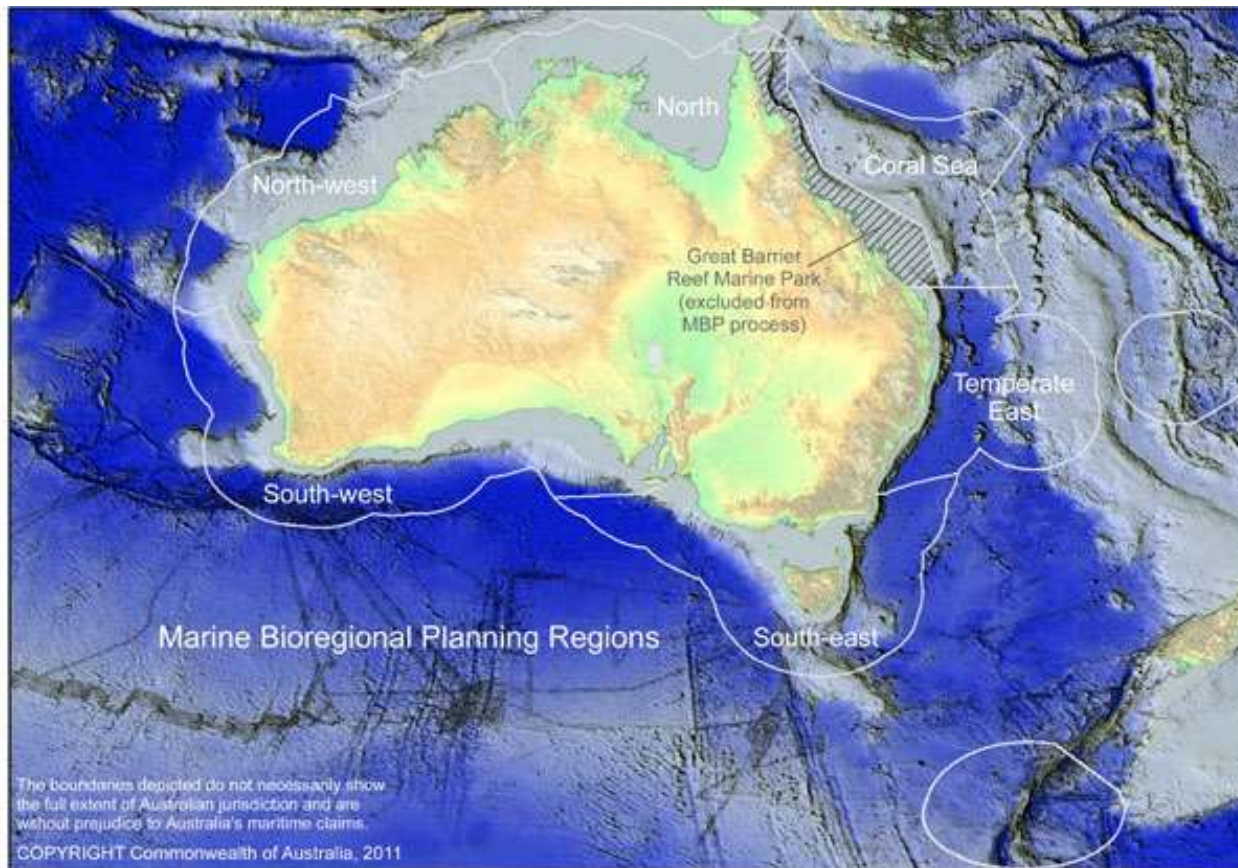 North
North-west
Coral Sea
Great Barrier
Reef Marine Park
(excluded from
MBP process)
Temperate
East
South-west
Marine Bioregional Planning Regions
South-east
The boundaries depicted do not necessarily show
the full extent of Australian jurisdiction and are
without prejudice to Australia's maritime claims.
COPYRIGHT Commonwealth of Australia, 2011